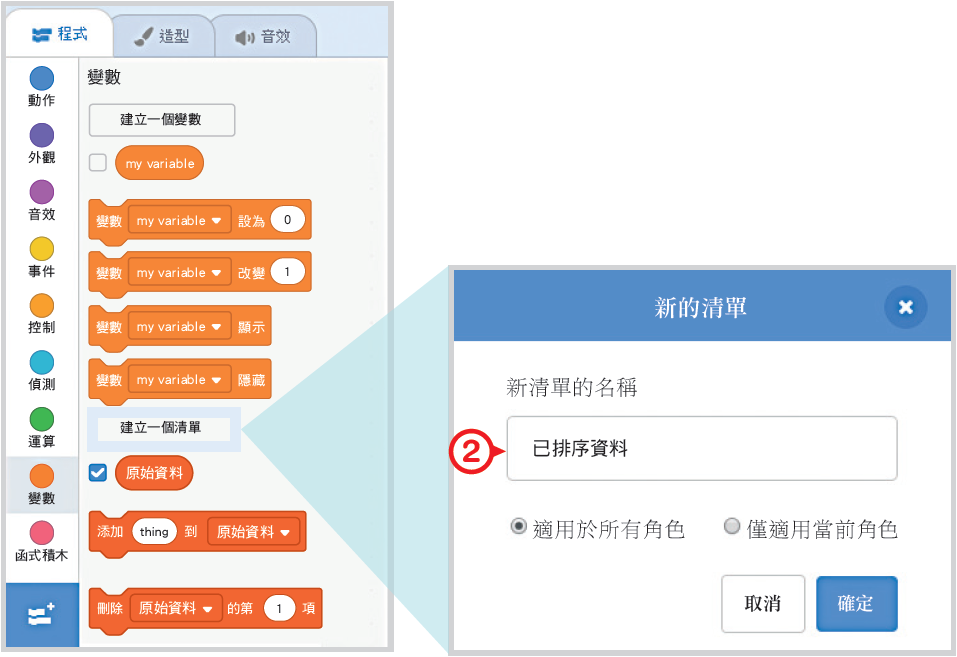 程式 造型 音效
動作
外觀
音效
事件
控制
偵測
運算
變數
函式積木
變數
建立一個變數
my variable
變數 my variable 設為 0
變數 my variable 改變 1
變數 my variable 顯示
變數 my variable 隱藏
建立一個清單
原始資料
添加 thing 到 原始資料
刪除 原始資料 的第 1 項
新的清單
新清單的名稱
2 已排序資料
適用於所有角色 僅適用當前角色
取消 確定